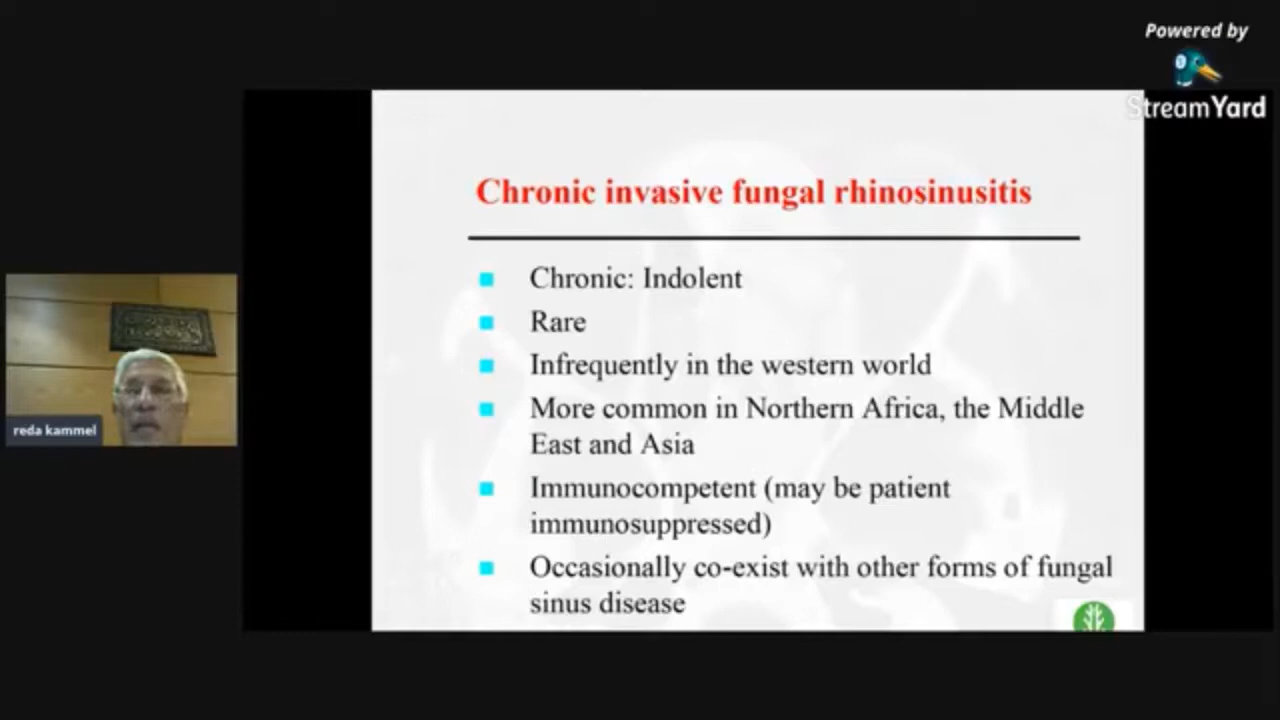 Powered by
StreamYard
Chronic invasive fungal rhinosinusitis
Chronic: Indolent
Rare
Infrequently in the western world
More common in Northern Africa, the Middle
East and Asia
Immunocompetent (may be patient
immunosuppressed)
Occasionally co-exist with other forms of fungal
sinus disease
reda kammel